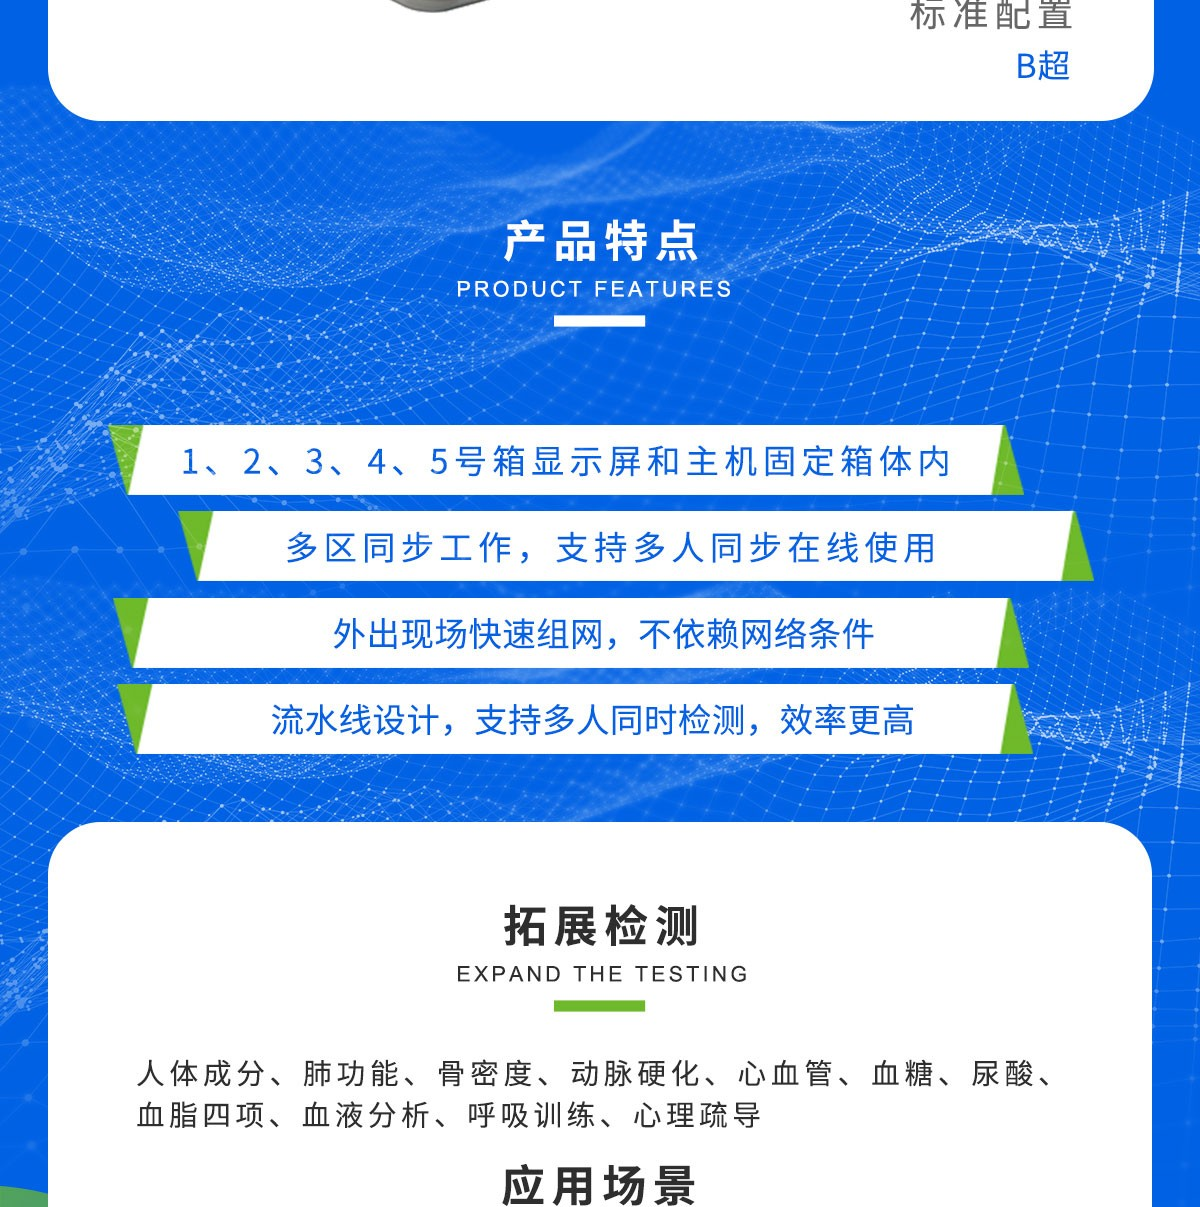 标准配置
B超
产品特点
PRODUCT FEATURES
1、2、3、4、5号箱显示屏和主机固定箱体内
多区同步工作，支持多人同步在线使用
外出现场快速组网，不依赖网络条件
流水线设计，支持多人同时检测，效率更高
拓展检测
EXPAND THE TESTING
人体成分、肺功能、骨密度、动脉硬化、心血管、血糖、尿酸、
血脂四项、血液分析、呼吸训练、心理疏导
应用场景